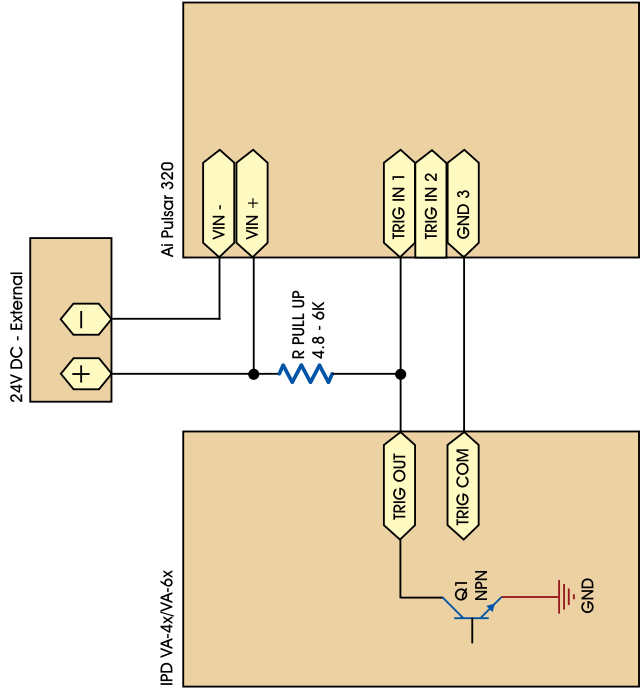 24V DC - External
–
+
Ai Pulsar 320
VIN -
VIN +
TRIG IN 1
TRIG IN 2
GND 3
R PULL UP
4.8 - 6K
IPD VA-4x/VA-6x
TRIG OUT
TRIG COM
Q1
NPN
GND